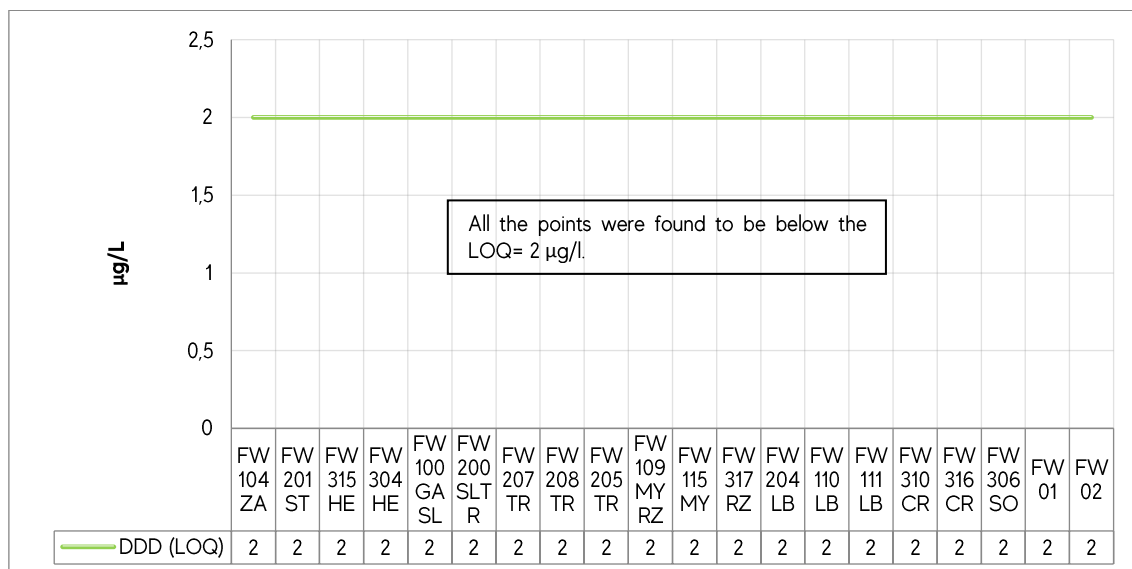 2,5
2
1,5
1
0,5
0
µg/L
All the points were found to be below the
LOQ= 2 µg/l.
FW 104 ZA
FW 201 ST
FW 315 HE
FW 304 HE
FW 100 GA SL
FW 200 SLT R
FW 207 TR
FW 208 TR
FW 205 TR
FW 109 MY RZ
FW 115 MY
FW 317 RZ
FW 204 LB
FW 110 LB
FW 111 LB
FW 310 CR
FW 316 CR
FW 306 SO
FW 01
FW 02
DDD (LOQ) 2 2 2 2 2 2 2 2 2 2 2 2 2 2 2 2 2 2 2 2